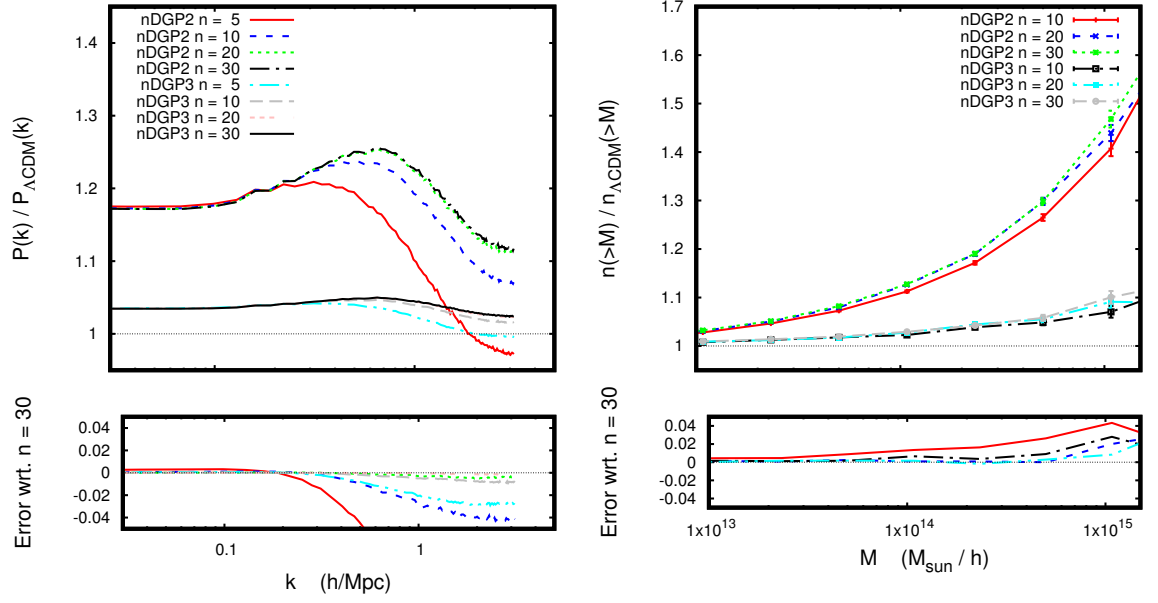 nDGP2 n = 5
nDGP2 n = 10
nDGP2 n = 20
nDGP2 n = 30
nDGP3 n = 5
nDGP3 n = 10
nDGP3 n = 20
nDGP3 n = 30
1.4
1.3
1.2
1.1
1
P(k) / PΛCDM(k)
0.04
0.02
0
-0.02
-0.04
Error wrt. n = 30
0.1
1
k (h/Mpc)
nDGP2 n = 10
nDGP2 n = 20
nDGP2 n = 30
nDGP3 n = 10
nDGP3 n = 20
nDGP3 n = 30
1.7
1.6
1.5
1.4
1.3
1.2
1.1
1
n(>M) / nΛCDM(>M)
0.04
0.02
0
-0.02
-0.04
Error wrt. n = 30
1x10^13
1x10^14
1x10^15
M (Msun / h)